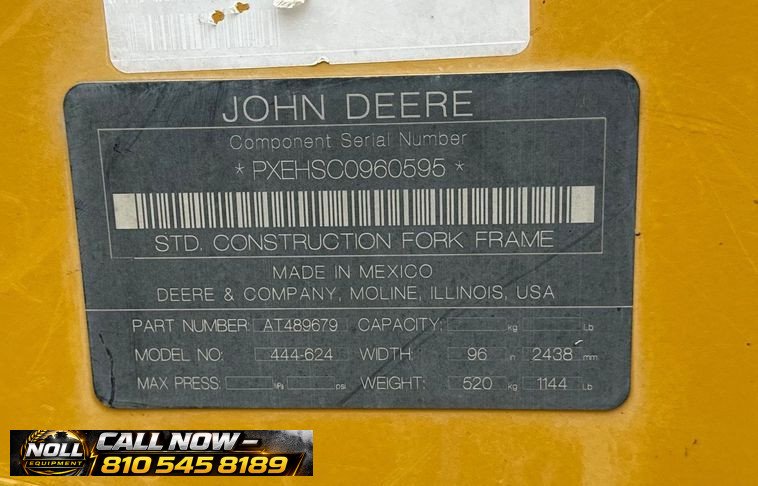 JOHN DEERE
Component Serial Number
* PXEHSC0960595 *
STD. CONSTRUCTION FORK FRAME
MADE IN MEXICO
DEERE & COMPANY, MOLINE, ILLINOIS, USA
PART NUMBER: AT489679 CAPACITY: kg Lb
MODEL NO: 444-624 WIDTH: 96 in 2438 mm
MAX PRESS: kPa psi WEIGHT: 520 kg 1144 Lb
NOLL
EQUIPMENT
CALL NOW –
810 545 8189